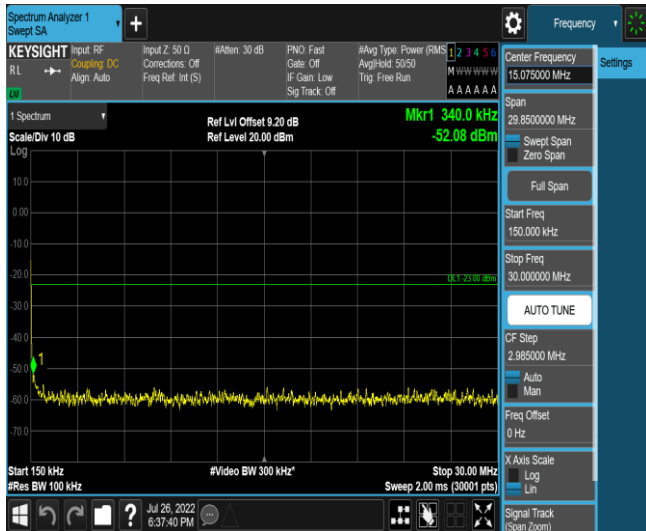 Spectrum Analyzer 1
Swept SA
Frequency
KEYSIGHT
RL
LXI
Input: RF
Coupling: DC
Align: Auto
Input Z: 50 Ω
Corrections: Off
Freq Ref: Int (S)
#Atten: 30 dB
PNO: Fast
Gate: Off
IF Gain: Low
Sig Track: Off
#Avg Type: Power (RMS
Avg|Hold: 50/50
Trig: Free Run
1 2 3 4 5 6
M W W W W W
A A A A A A
1 Spectrum
Scale/Div 10 dB
Log
Ref Lvl Offset 9.20 dB
Ref Level 20.00 dBm
Mkr1 340.0 kHz
-52.08 dBm
10.0
0.00
-10.0
-20.0
DL1 -23.00 dBm
-30.0
-40.0
1
-50.0
-60.0
-70.0
Start 150 kHz
#Res BW 100 kHz
#Video BW 300 kHz*
Stop 30.00 MHz
Sweep 2.00 ms (30001 pts)
?
Jul 26, 2022
6:37:40 PM
Center Frequency
15.075000 MHz
Settings
Span
29.8500000 MHz
Swept Span
Zero Span
Full Span
Start Freq
150.000 kHz
Stop Freq
30.000000 MHz
AUTO TUNE
CF Step
2.985000 MHz
Auto
Man
Freq Offset
0 Hz
X Axis Scale
Log
Lin
Signal Track
(Span Zoom)